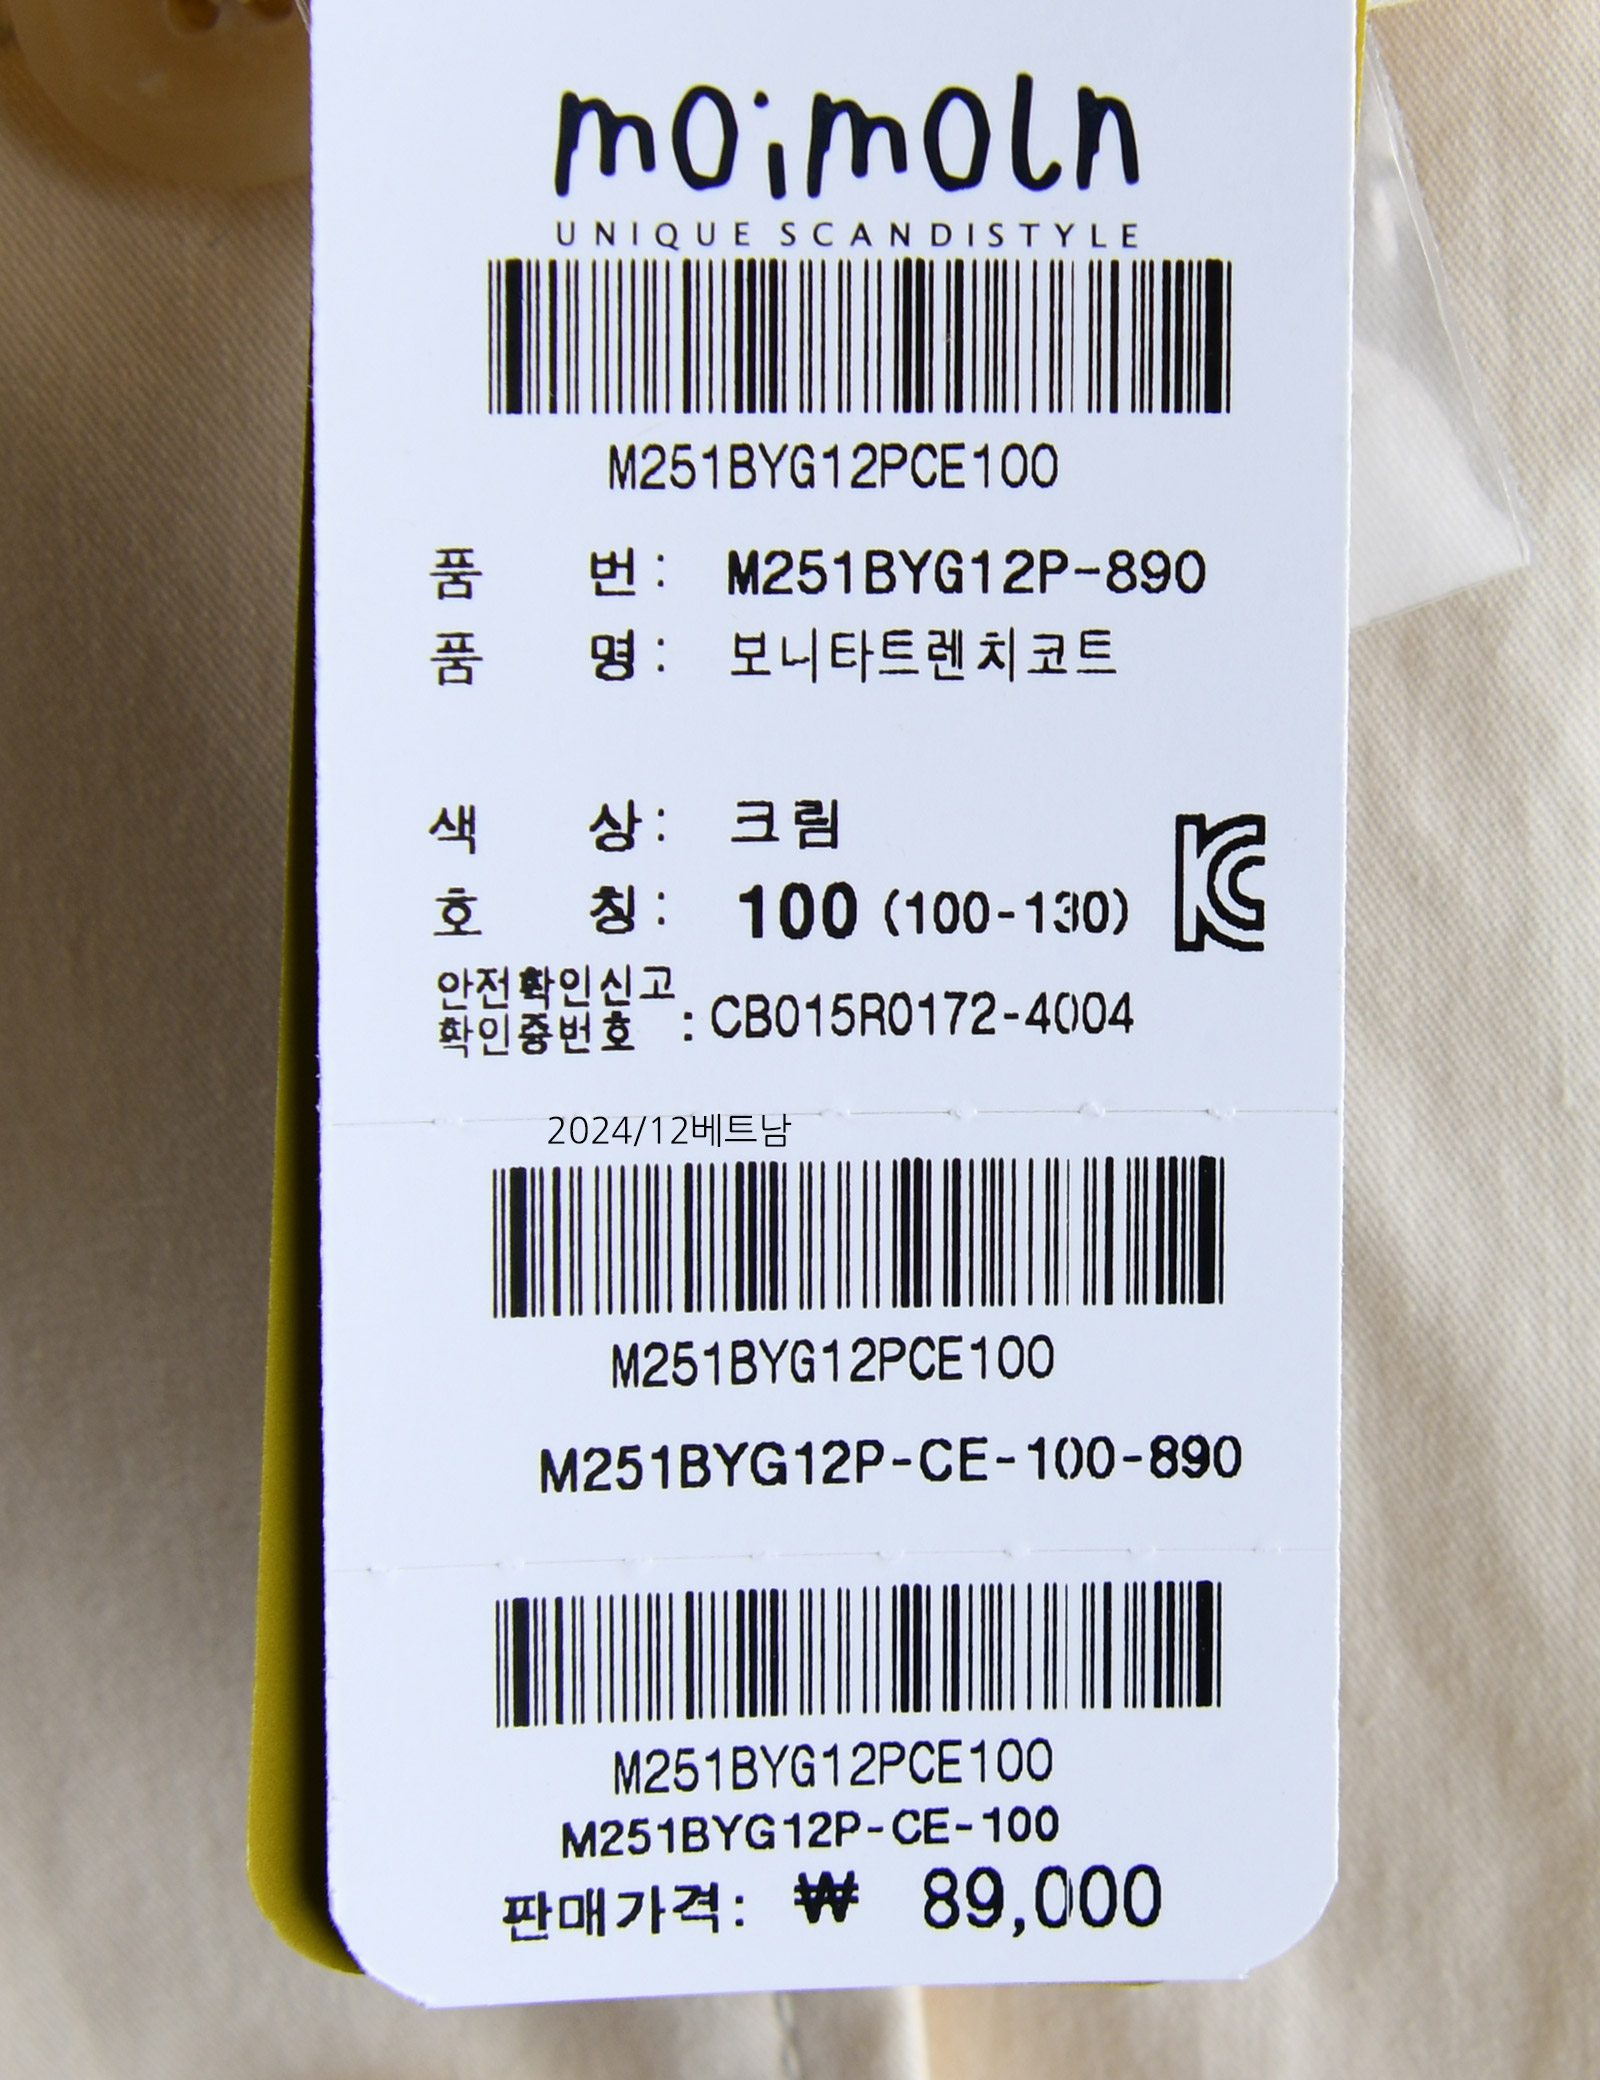 moimoln
UNIQUE SCANDISTYLE
M251BYG12PCE100
품 번 : M251BYG12P-890
품 명 : 모니타트렌치코트
색 상 : 크림
호 칭 : 100 (100-130)
안전확인신고
확인증번호 : CB015R0172-4004
2024/12베트남
M251BYG12PCE100
M251BYG12P-CE-100-890
M251BYG12PCE100
M251BYG12P-CE-100
판매가격: ₩ 89,000